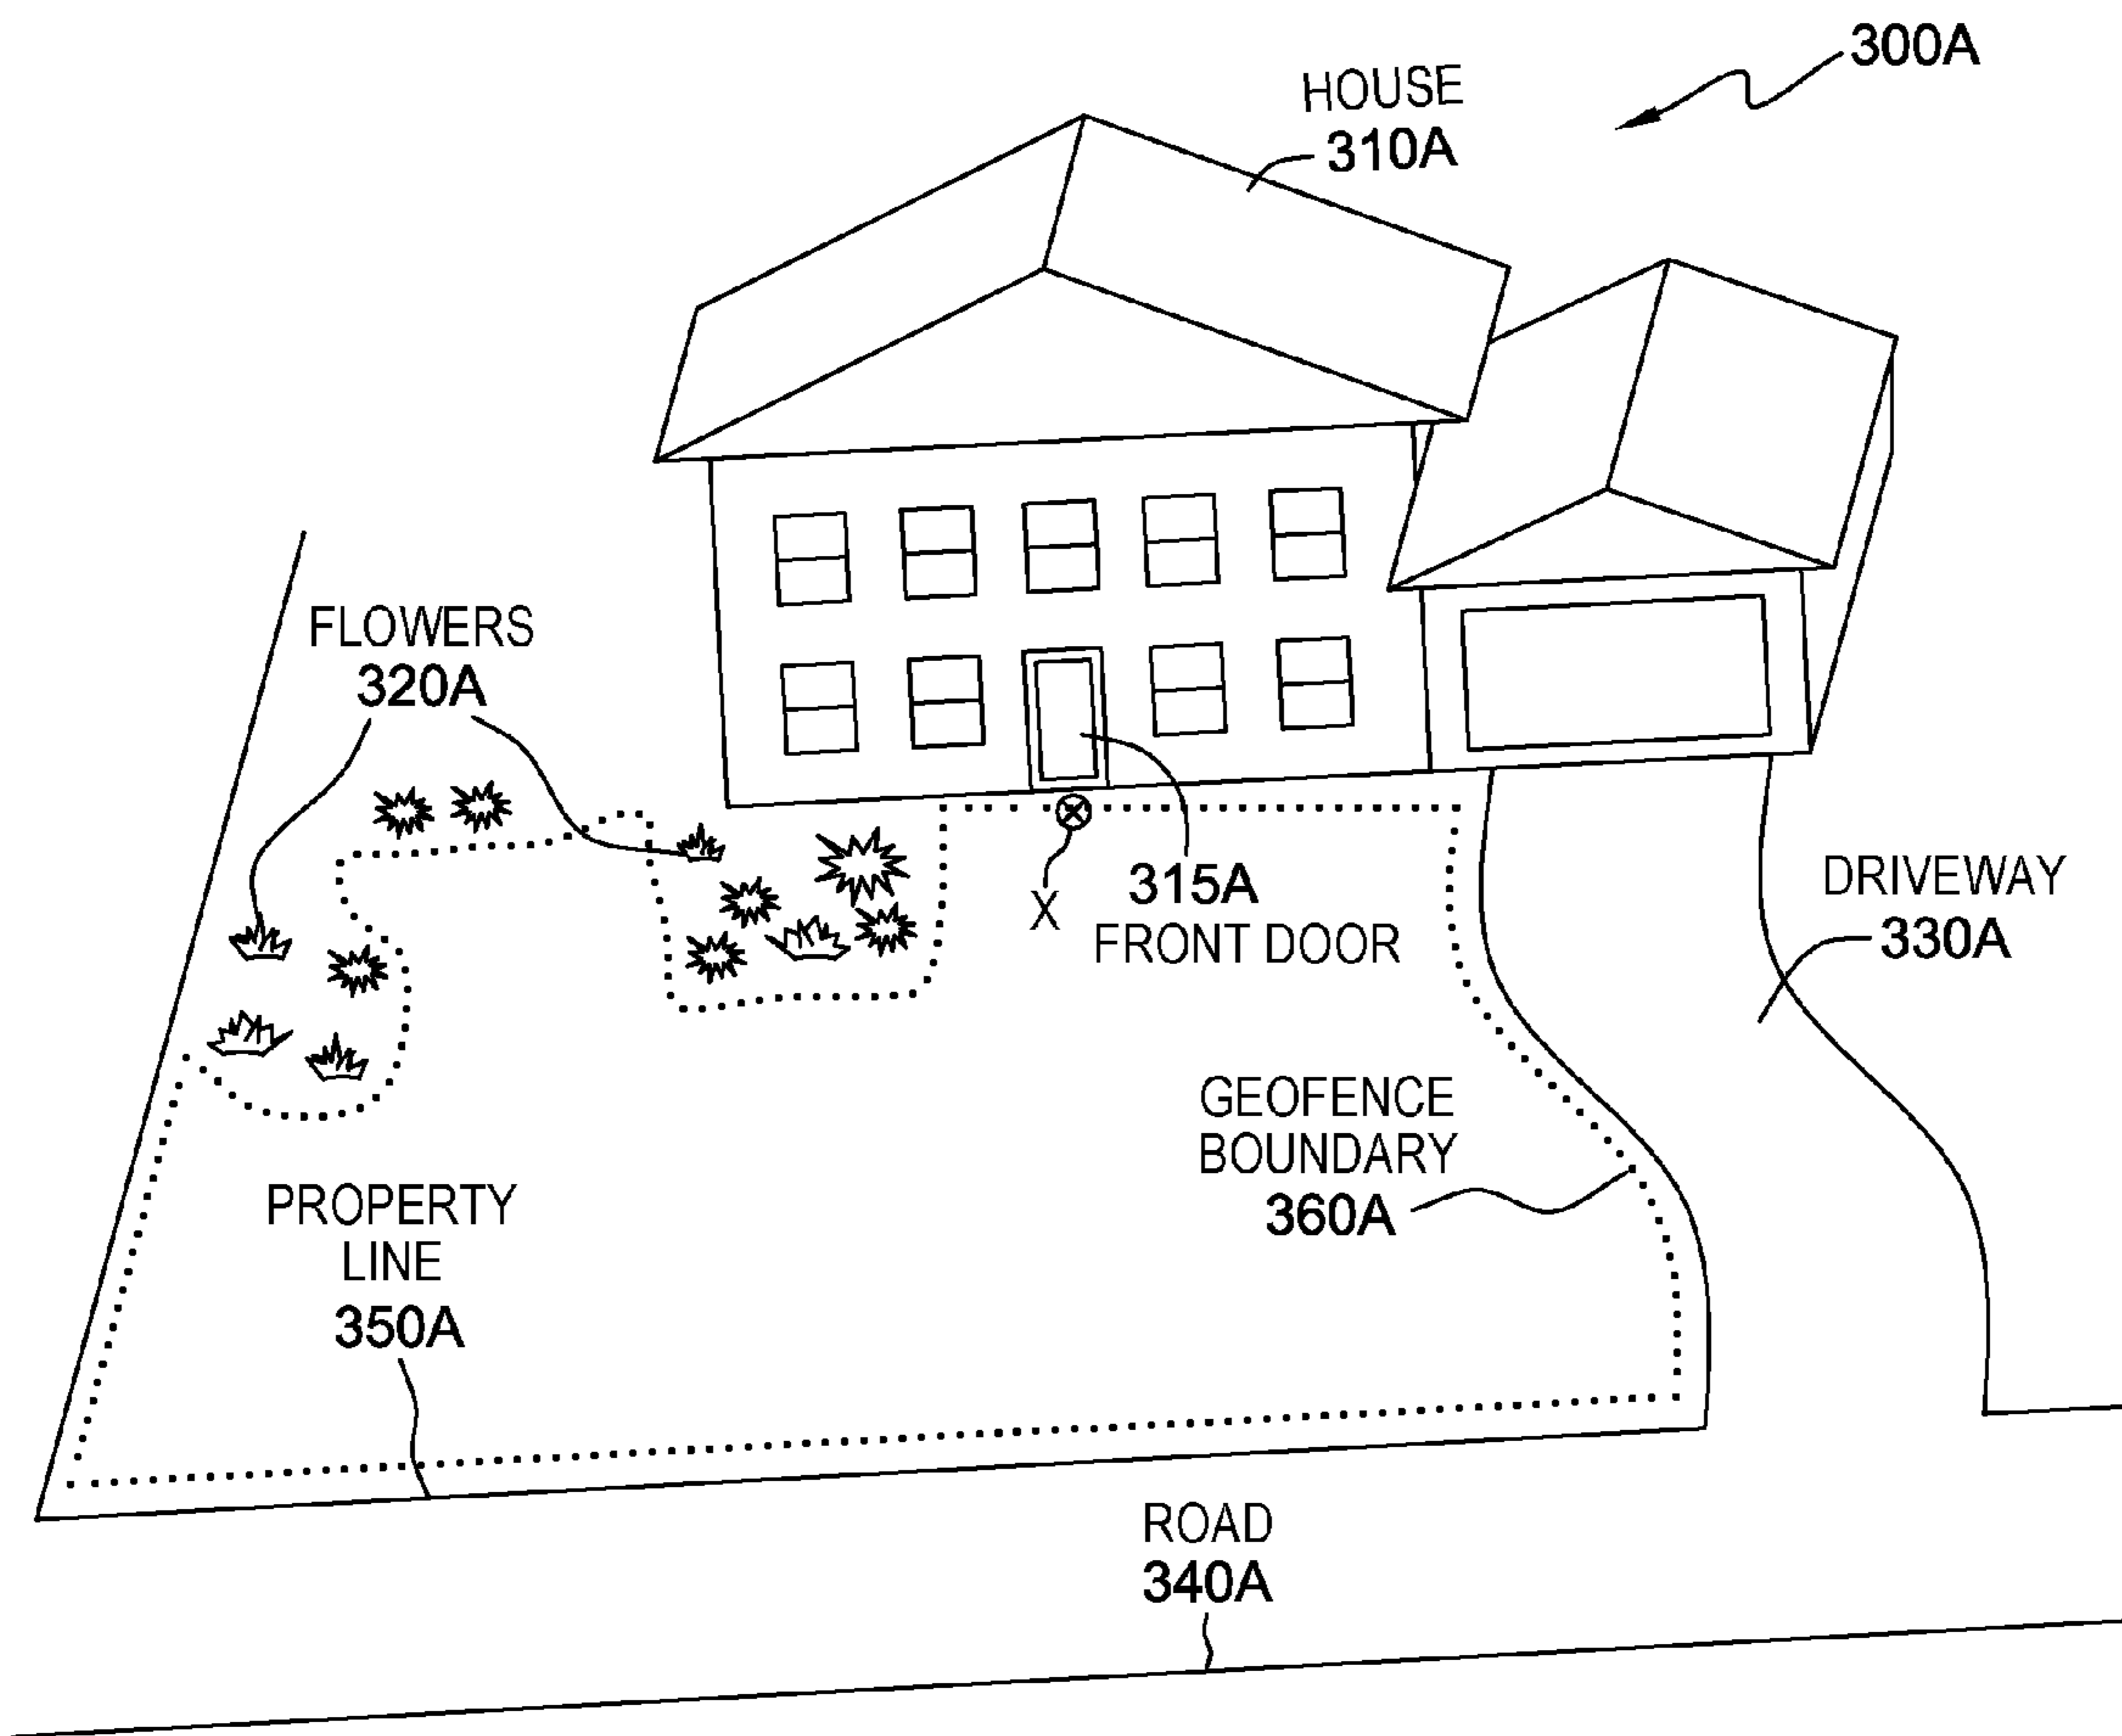 300A
HOUSE
310A
FLOWERS
320A
X
315A
FRONT DOOR
DRIVEWAY
330A
GEOFENCE
BOUNDARY
360A
PROPERTY
LINE
350A
ROAD
340A